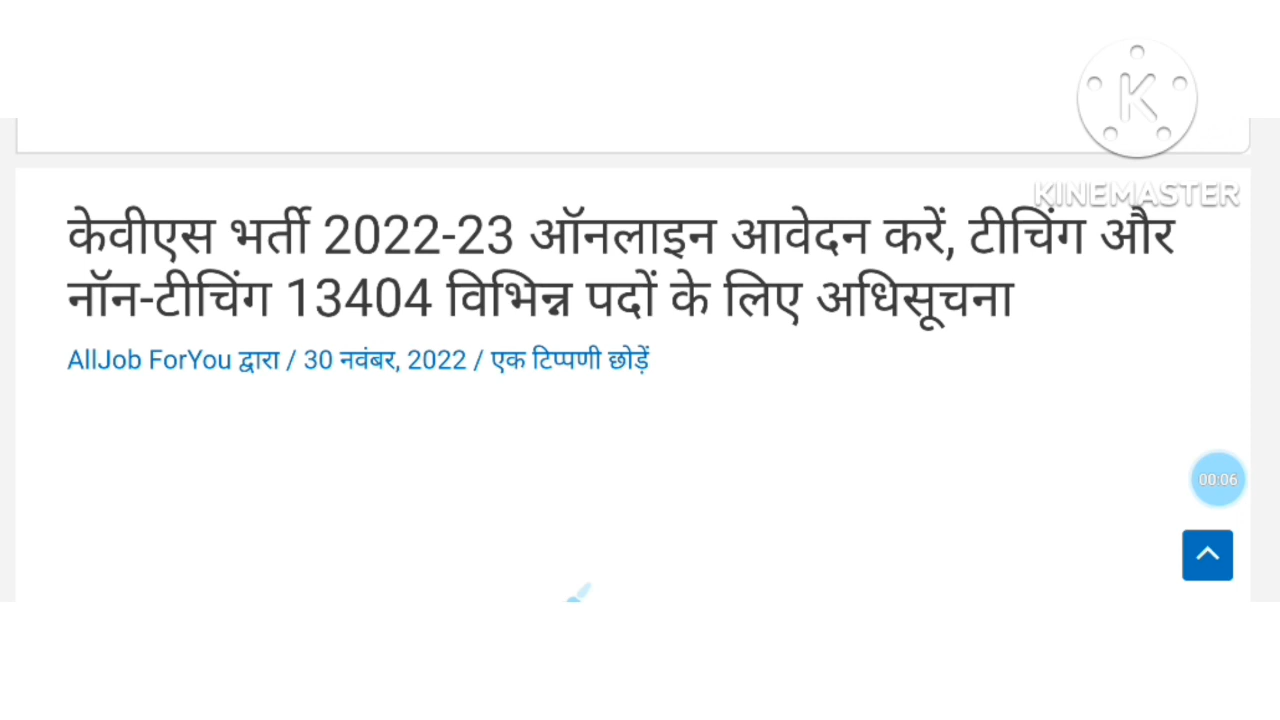 K
KINEMASTER
केवीएस भर्ती 2022-23 ऑनलाइन आवेदन करें, टीचिंग और
नॉन-टीचिंग 13404 विभिन्न पदों के लिए अधिसूचना
AllJob ForYou द्वारा / 30 नवंबर, 2022 / एक टिप्पणी छोड़ें
00:06